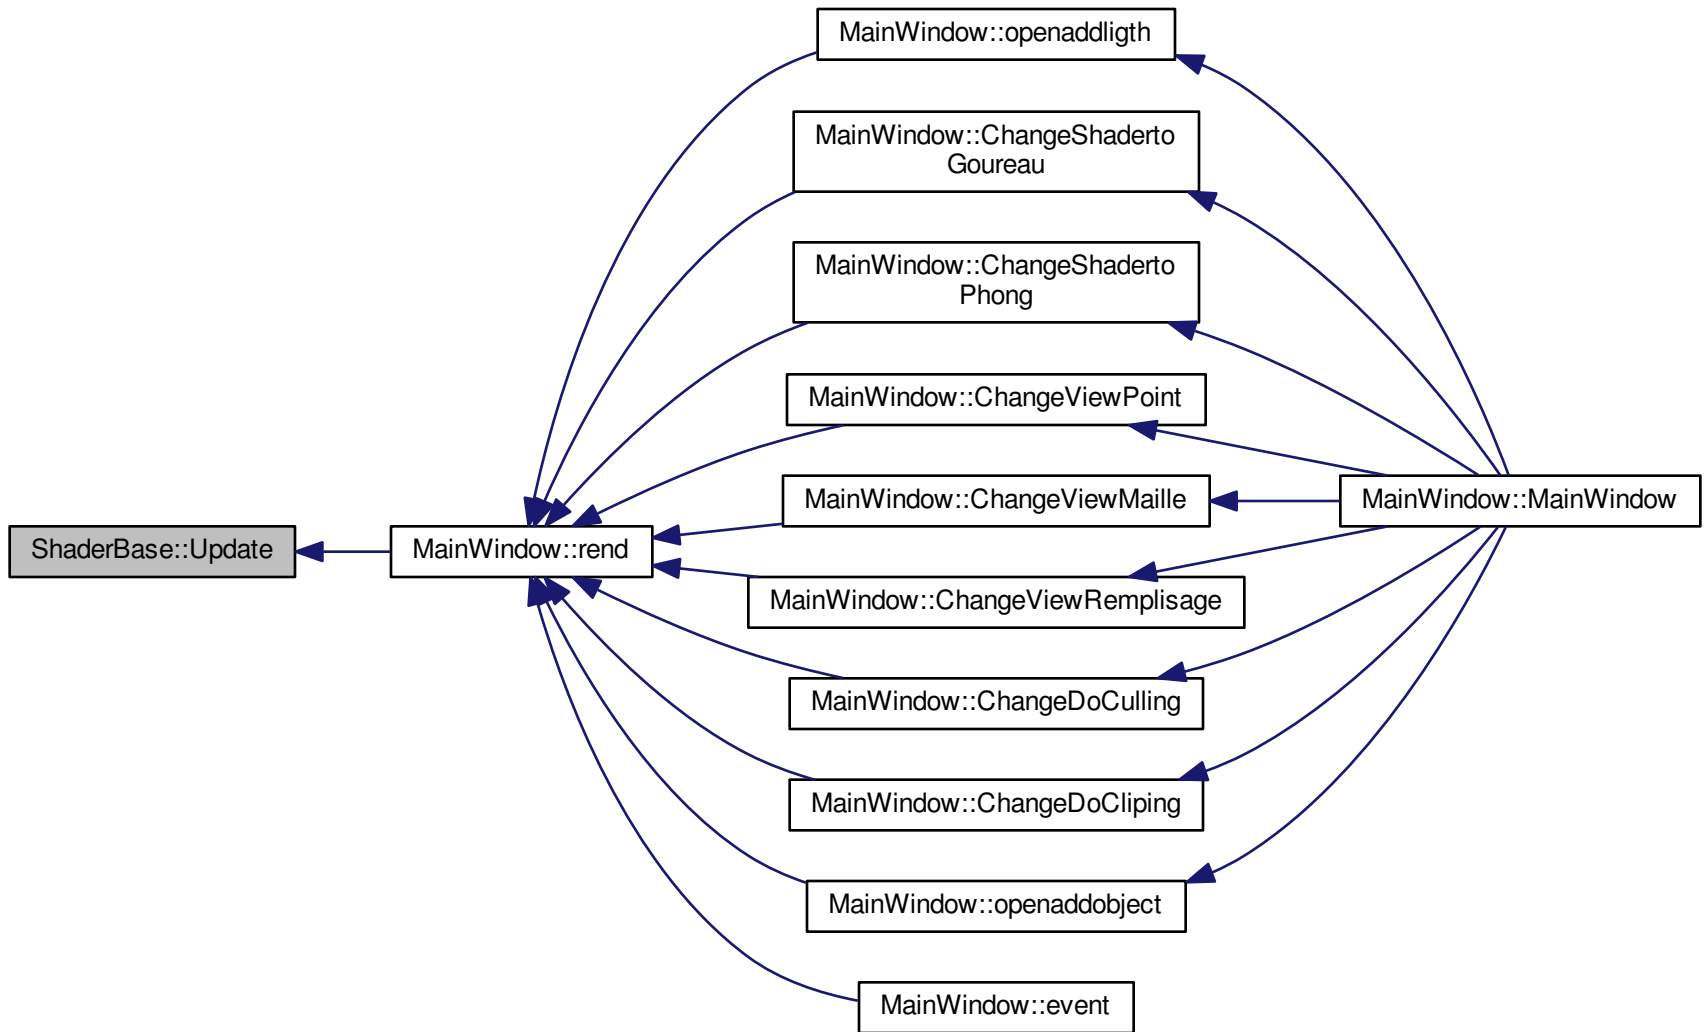 MainWindow::openaddligth
MainWindow::ChangeShaderto
Goureau
MainWindow::ChangeShaderto
Phong
MainWindow::ChangeViewPoint
MainWindow::ChangeViewMaille
MainWindow::MainWindow
ShaderBase::Update
MainWindow::rend
MainWindow::ChangeViewRemplisage
MainWindow::ChangeDoCulling
MainWindow::ChangeDoCliping
MainWindow::openaddobject
MainWindow::event